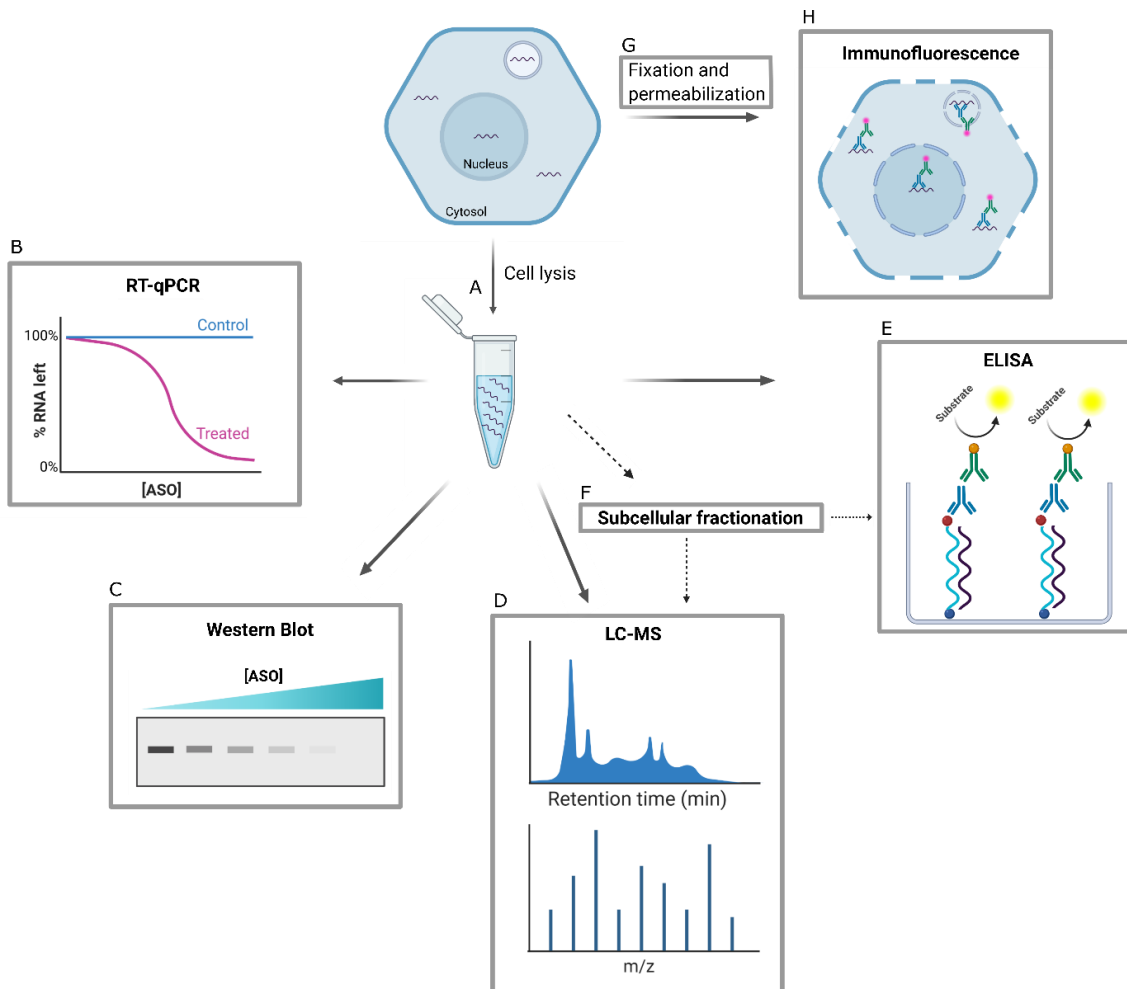 H
Immunofluorescence
G
Fixation and
permeabilization
Nucleus
Cytosol
A
Cell lysis
B
RT-qPCR
Control
100%
% RNA left
Treated
0%
[ASO]
E
ELISA
Substrate
Substrate
F
Subcellular fractionation
C
Western Blot
[ASO]
D
LC-MS
Retention time (min)
m/z